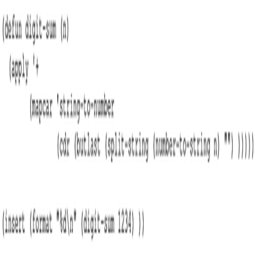 (defun digit-sum (n)
(apply '+
(mapcar 'string-to-number
(cdr (butlast (split-string (number-to-string n) "") )))))
(insert (format "%d\n" (digit-sum 1234) ))